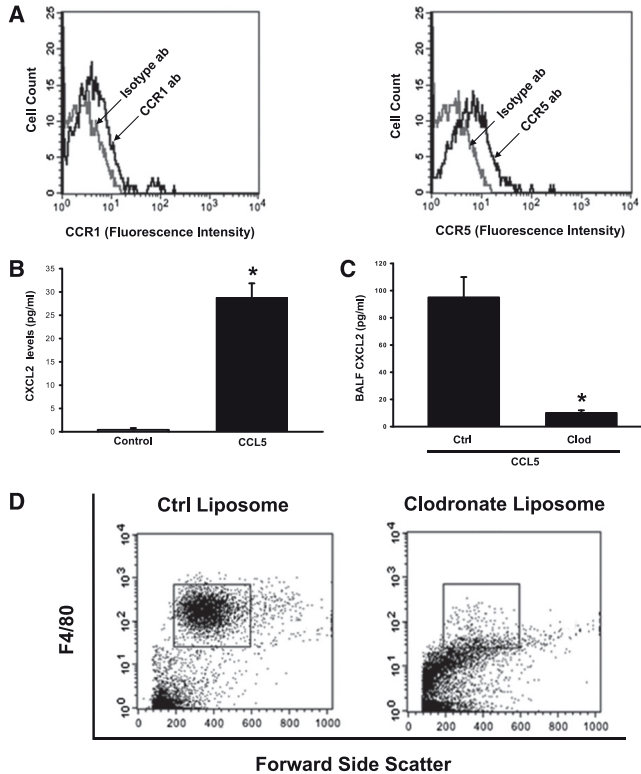 A
25
20
15
10
5
0
Cell Count
Isotype ab
CCR1 ab
10^0 10^1 10^2 10^3 10^4
CCR1 (Fluorescence Intensity)
25
20
15
10
5
0
Cell Count
Isotype ab
CCR5 ab
10^0 10^1 10^2 10^3 10^4
CCR5 (Fluorescence Intensity)
B
35
30
25
20
15
10
5
0
CXCL2 levels (pg/ml)
*
Control CCL5
C
120
100
80
60
40
20
0
BALF CXCL2 (pg/ml)
*
Ctrl Clod
CCL5
D
Ctrl Liposome
Clodronate Liposome
F4/80
10^4
10^3
10^2
10^1
10^0
0 200 400 600 800 1000
10^4
10^3
10^2
10^1
10^0
0 200 400 600 800 1000
Forward Side Scatter